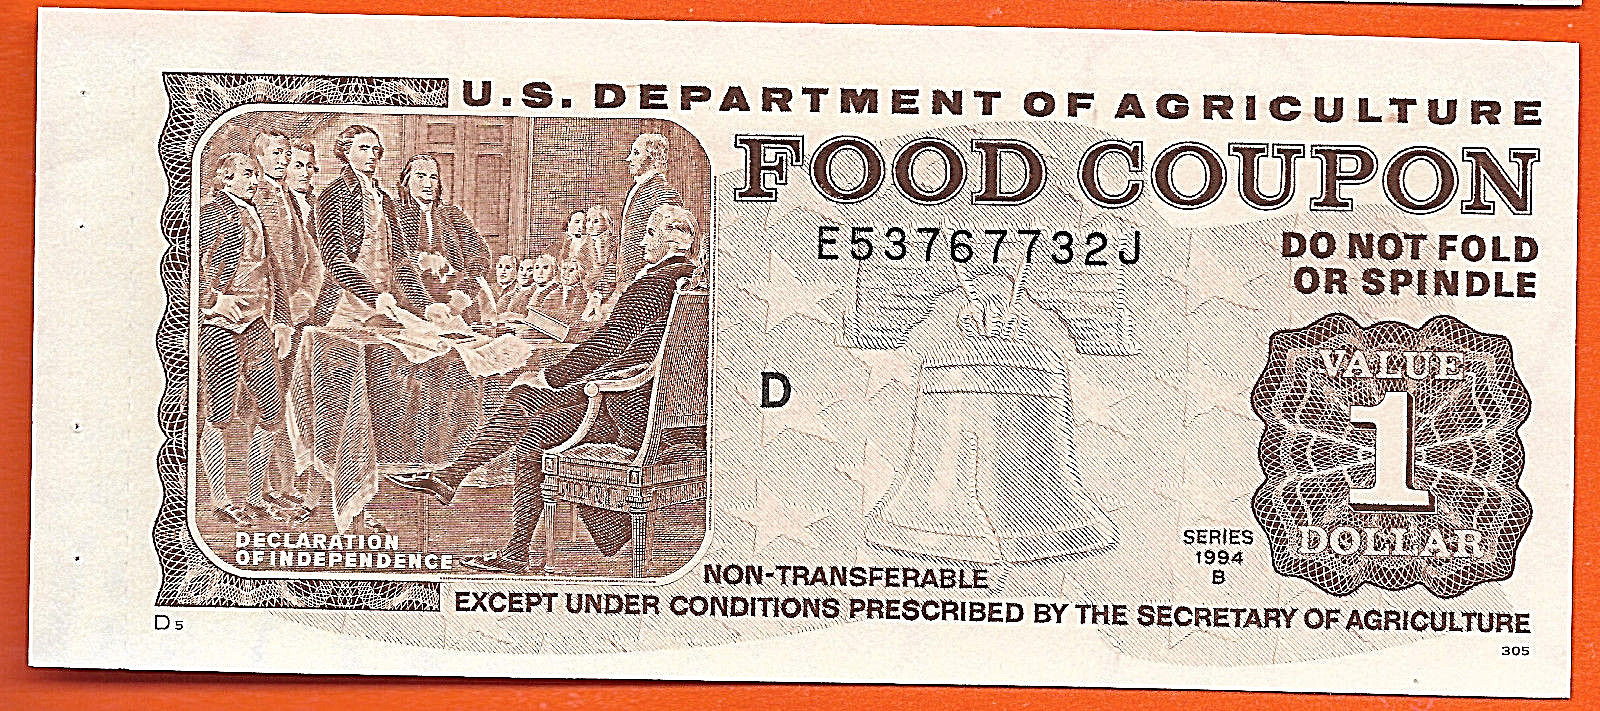 U.S. DEPARTMENT OF AGRICULTURE
FOOD COUPON
E53767732J
DO NOT FOLD
OR SPINDLE
D
VALUE
1
DOLLAR
SERIES
1994
B
DECLARATION
OF INDEPENDENCE
NON-TRANSFERABLE
EXCEPT UNDER CONDITIONS PRESCRIBED BY THE SECRETARY OF AGRICULTURE
D5
305